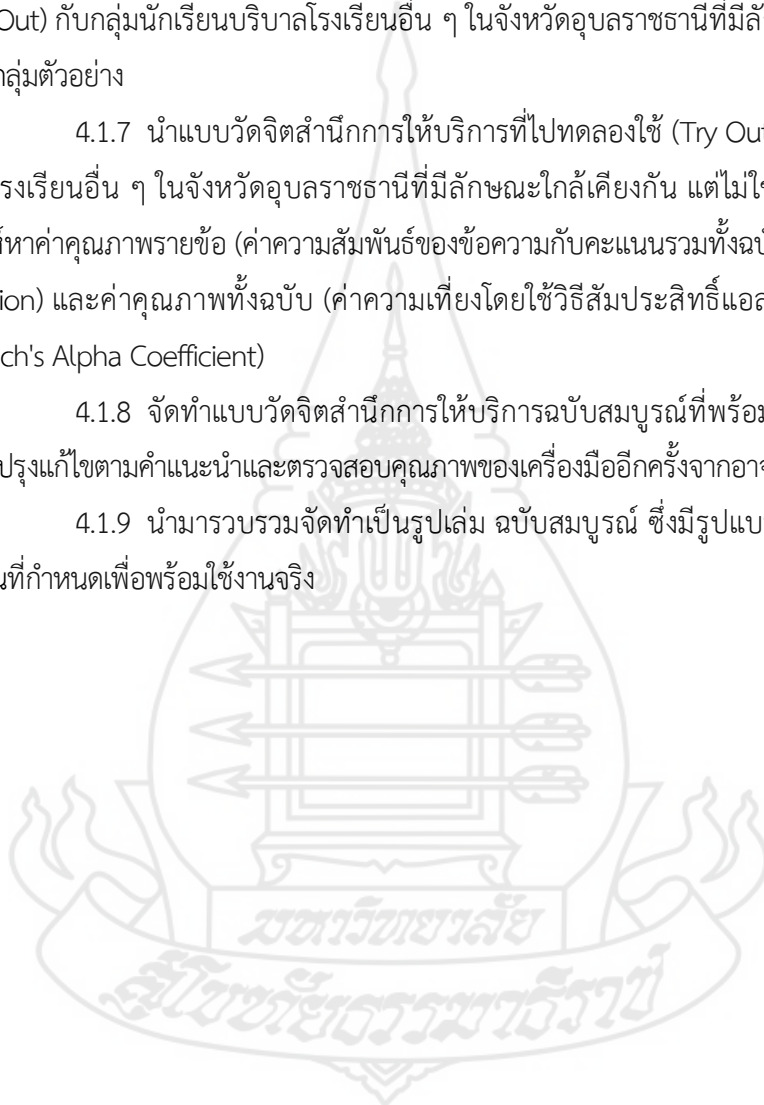 Out) กับกลุ่มนักเรียนบริบาลโรงเรียนอื่น ๆ ในจังหวัดอุบลราชธานีที่มีลัก
กลุ่มตัวอย่าง
4.1.7 นำแบบวัดจิตสำนึกการให้บริการที่ไปทดลองใช้ (Try Out
โรงเรียนอื่น ๆ ในจังหวัดอุบลราชธานีที่มีลักษณะใกล้เคียงกัน แต่ไม่ใช
ห์หาค่าคุณภาพรายข้อ (ค่าความสัมพันธ์ของข้อความกับคะแนนรวมทั้งฉบั
ion) และค่าคุณภาพทั้งฉบับ (ค่าความเที่ยงโดยใช้วิธีสัมประสิทธิ์แอล
ch's Alpha Coefficient)
4.1.8 จัดทำแบบวัดจิตสำนึกการให้บริการฉบับสมบูรณ์ที่พร้อม
ปรุงแก้ไขตามคำแนะนำและตรวจสอบคุณภาพของเครื่องมืออีกครั้งจากอาจ
4.1.9 นำมารวบรวมจัดทำเป็นรูปเล่ม ฉบับสมบูรณ์ ซึ่งมีรูปแบ
นที่กำหนดเพื่อพร้อมใช้งานจริง
มหาวิทยาลัย
สุโขทัยธรรมาธิราช